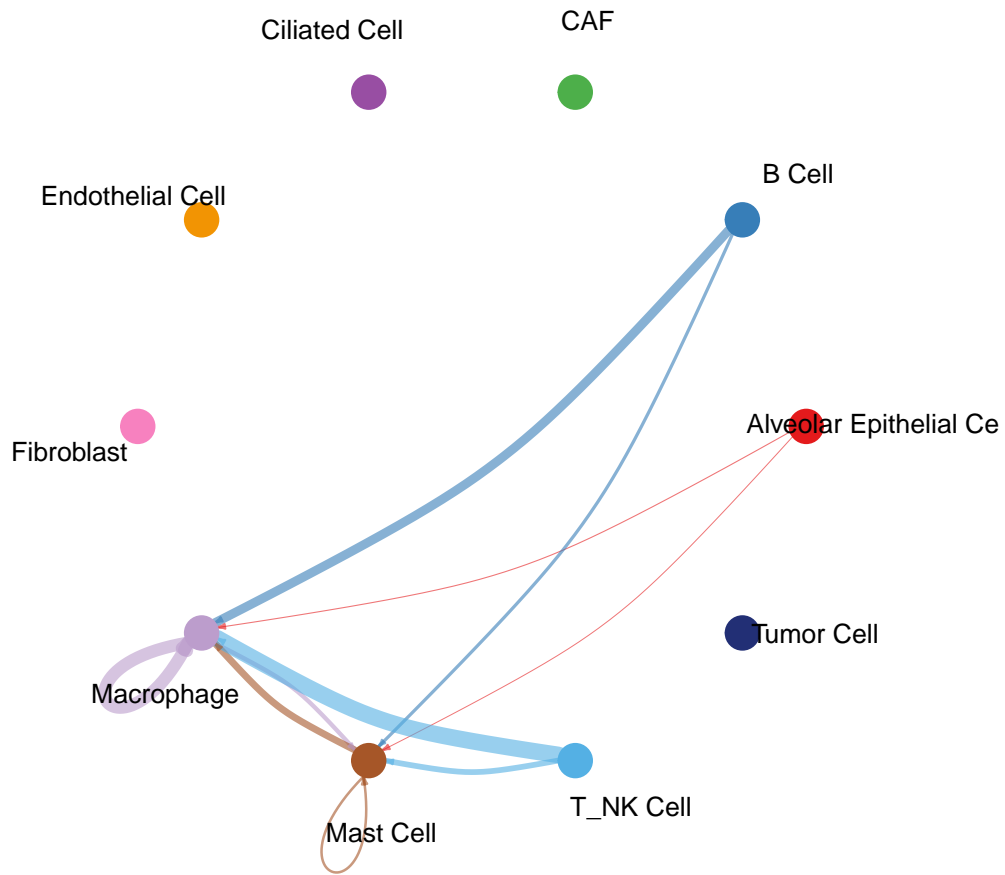 CAF
Ciliated Cell
B Cell
Endothelial Cell
Alveolar Epithelial Ce
Fibroblast
Tumor Cell
Macrophage
T_NK Cell
Mast Cell